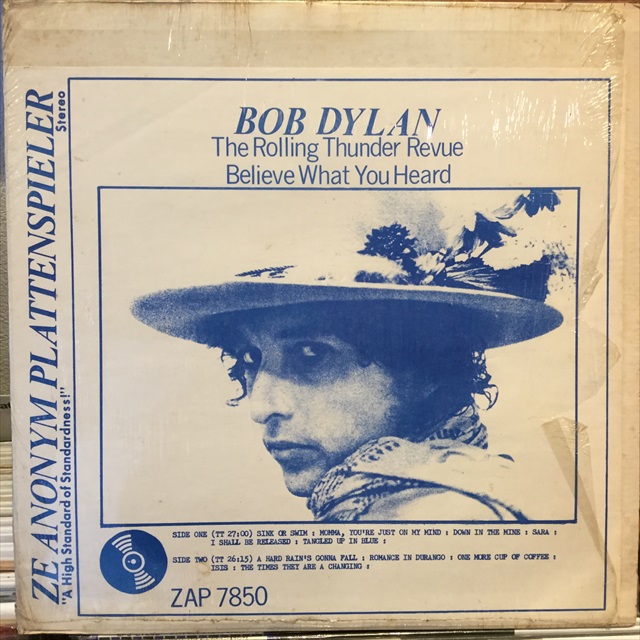 ZE ANONYM PLATTENSPIELER
"A High Standard of Standardness!"
Stereo
BOB DYLAN
The Rolling Thunder Revue
Believe What You Heard
SIDE ONE (TT 27:00) SINK OR SWIM : MOMMA, YOU'RE JUST ON MY MIND : DOWN IN THE MINE : SARA :
I SHALL BE RELEASED : TANGLED UP IN BLUE :
SIDE TWO (TT 26:15) A HARD RAIN'S GONNA FALL : ROMANCE IN DURANGO : ONE MORE CUP OF COFFEE :
ISIS : THE TIMES THEY ARE A CHANGING :
ZAP 7850